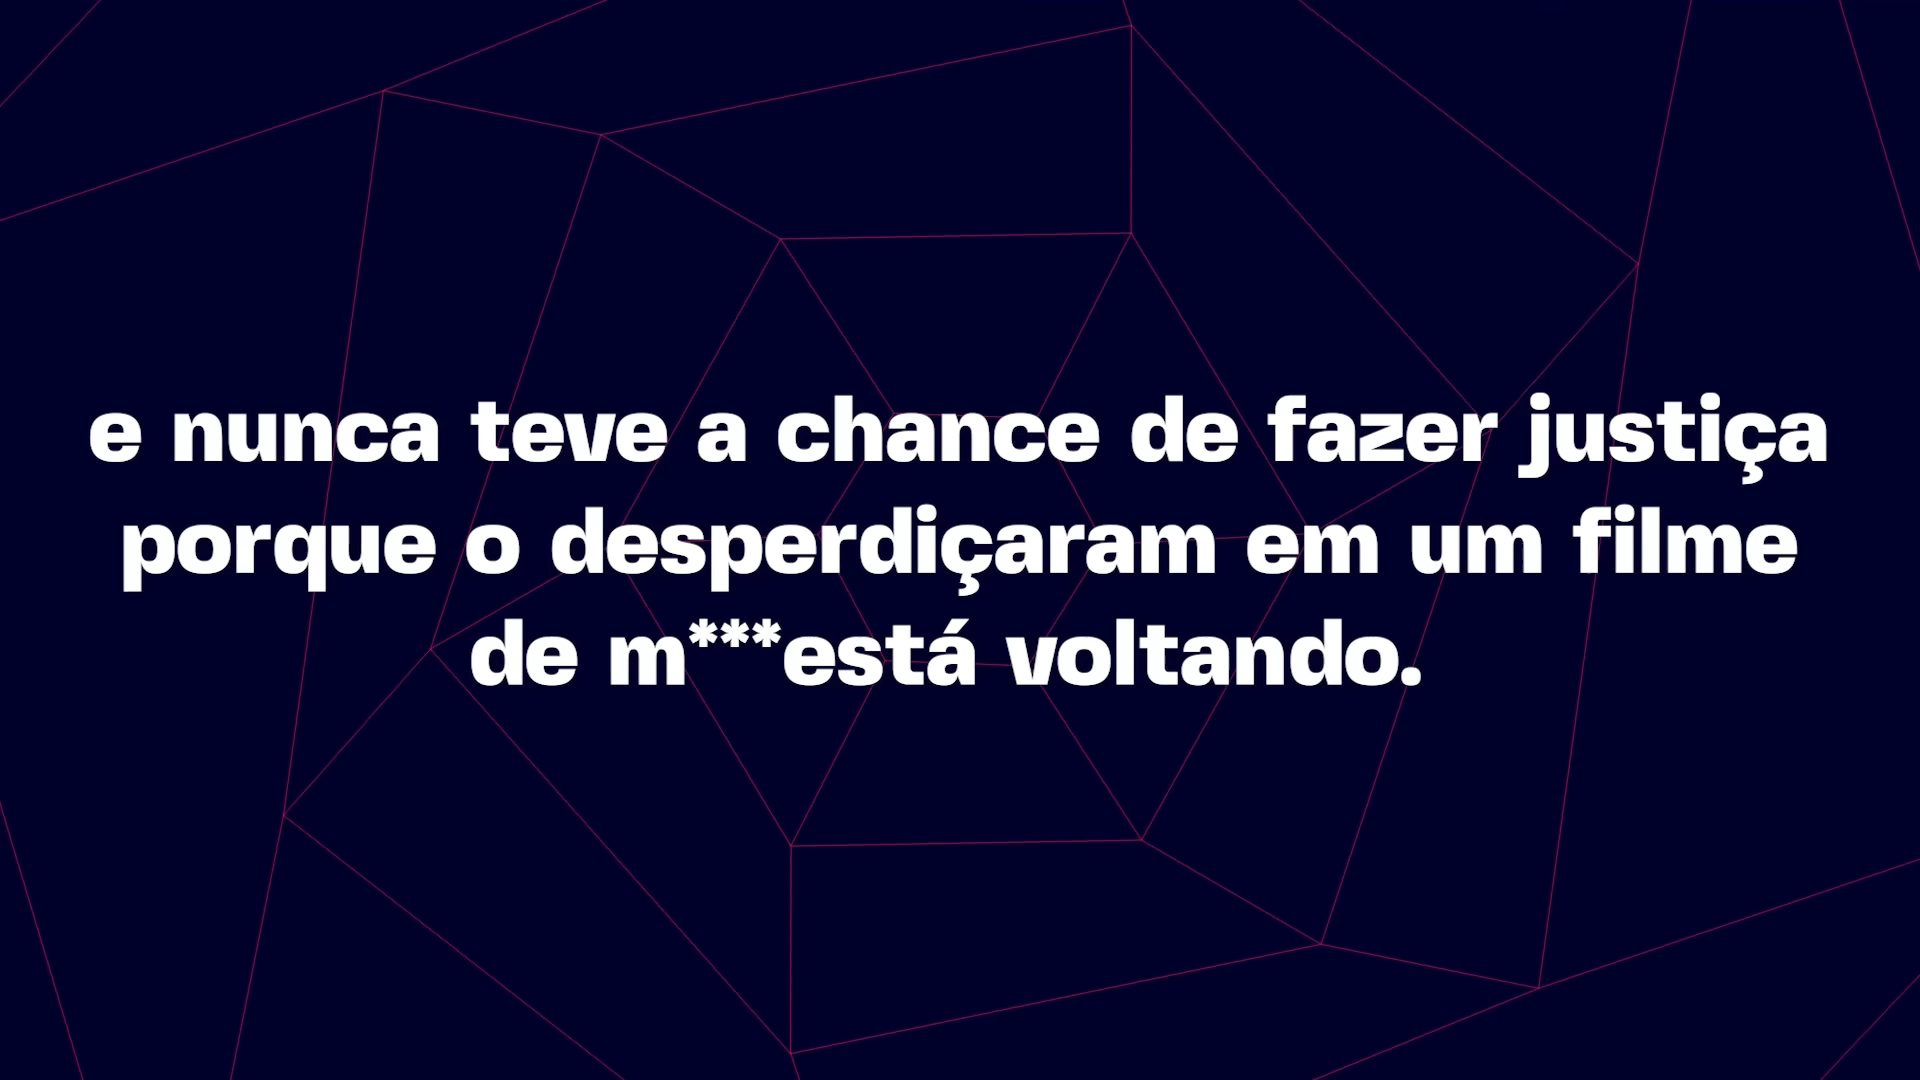 e nunca teve a chance de fazer justiça
porque o desperdiçaram em um filme
de m***está voltando.